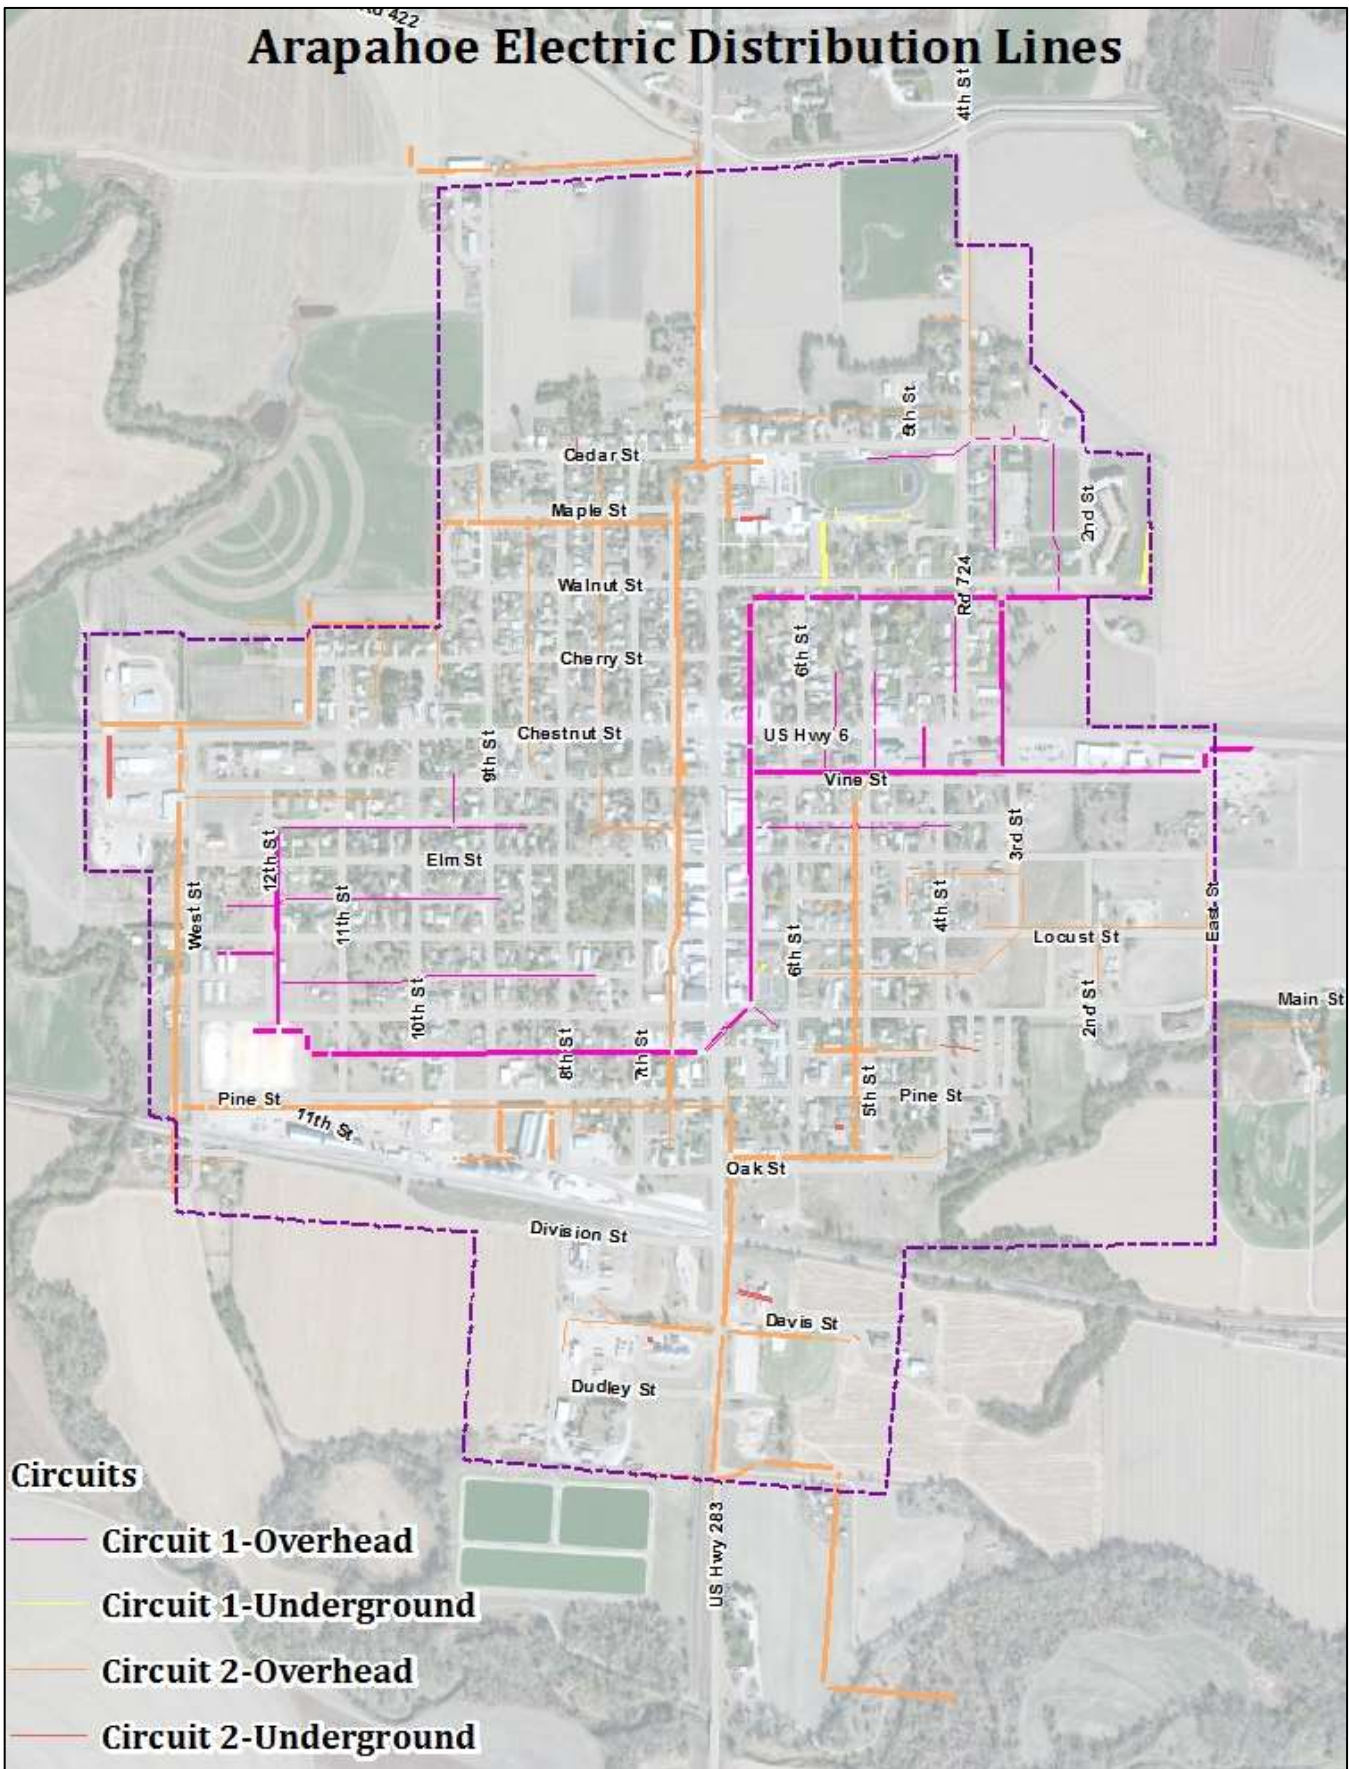 Rd 422
Arapahoe Electric Distribution Lines
4th St
5th St
Cedar St
Maple St
2nd St
Walnut St
Rd 724
Cherry St
6th St
Chestnut St
US Hwy 6
9th St
Vine St
3rd St
12th St
Elm St
11th St
West St
4th St
East St
Locust St
6th St
10th St
2nd St
Main St
8th St
7th St
5th St
Pine St
Pine St
11th St
Oak St
Division St
Davis St
Dudley St
US Hwy 283
Circuits
Circuit 1-Overhead
Circuit 1-Underground
Circuit 2-Overhead
Circuit 2-Underground